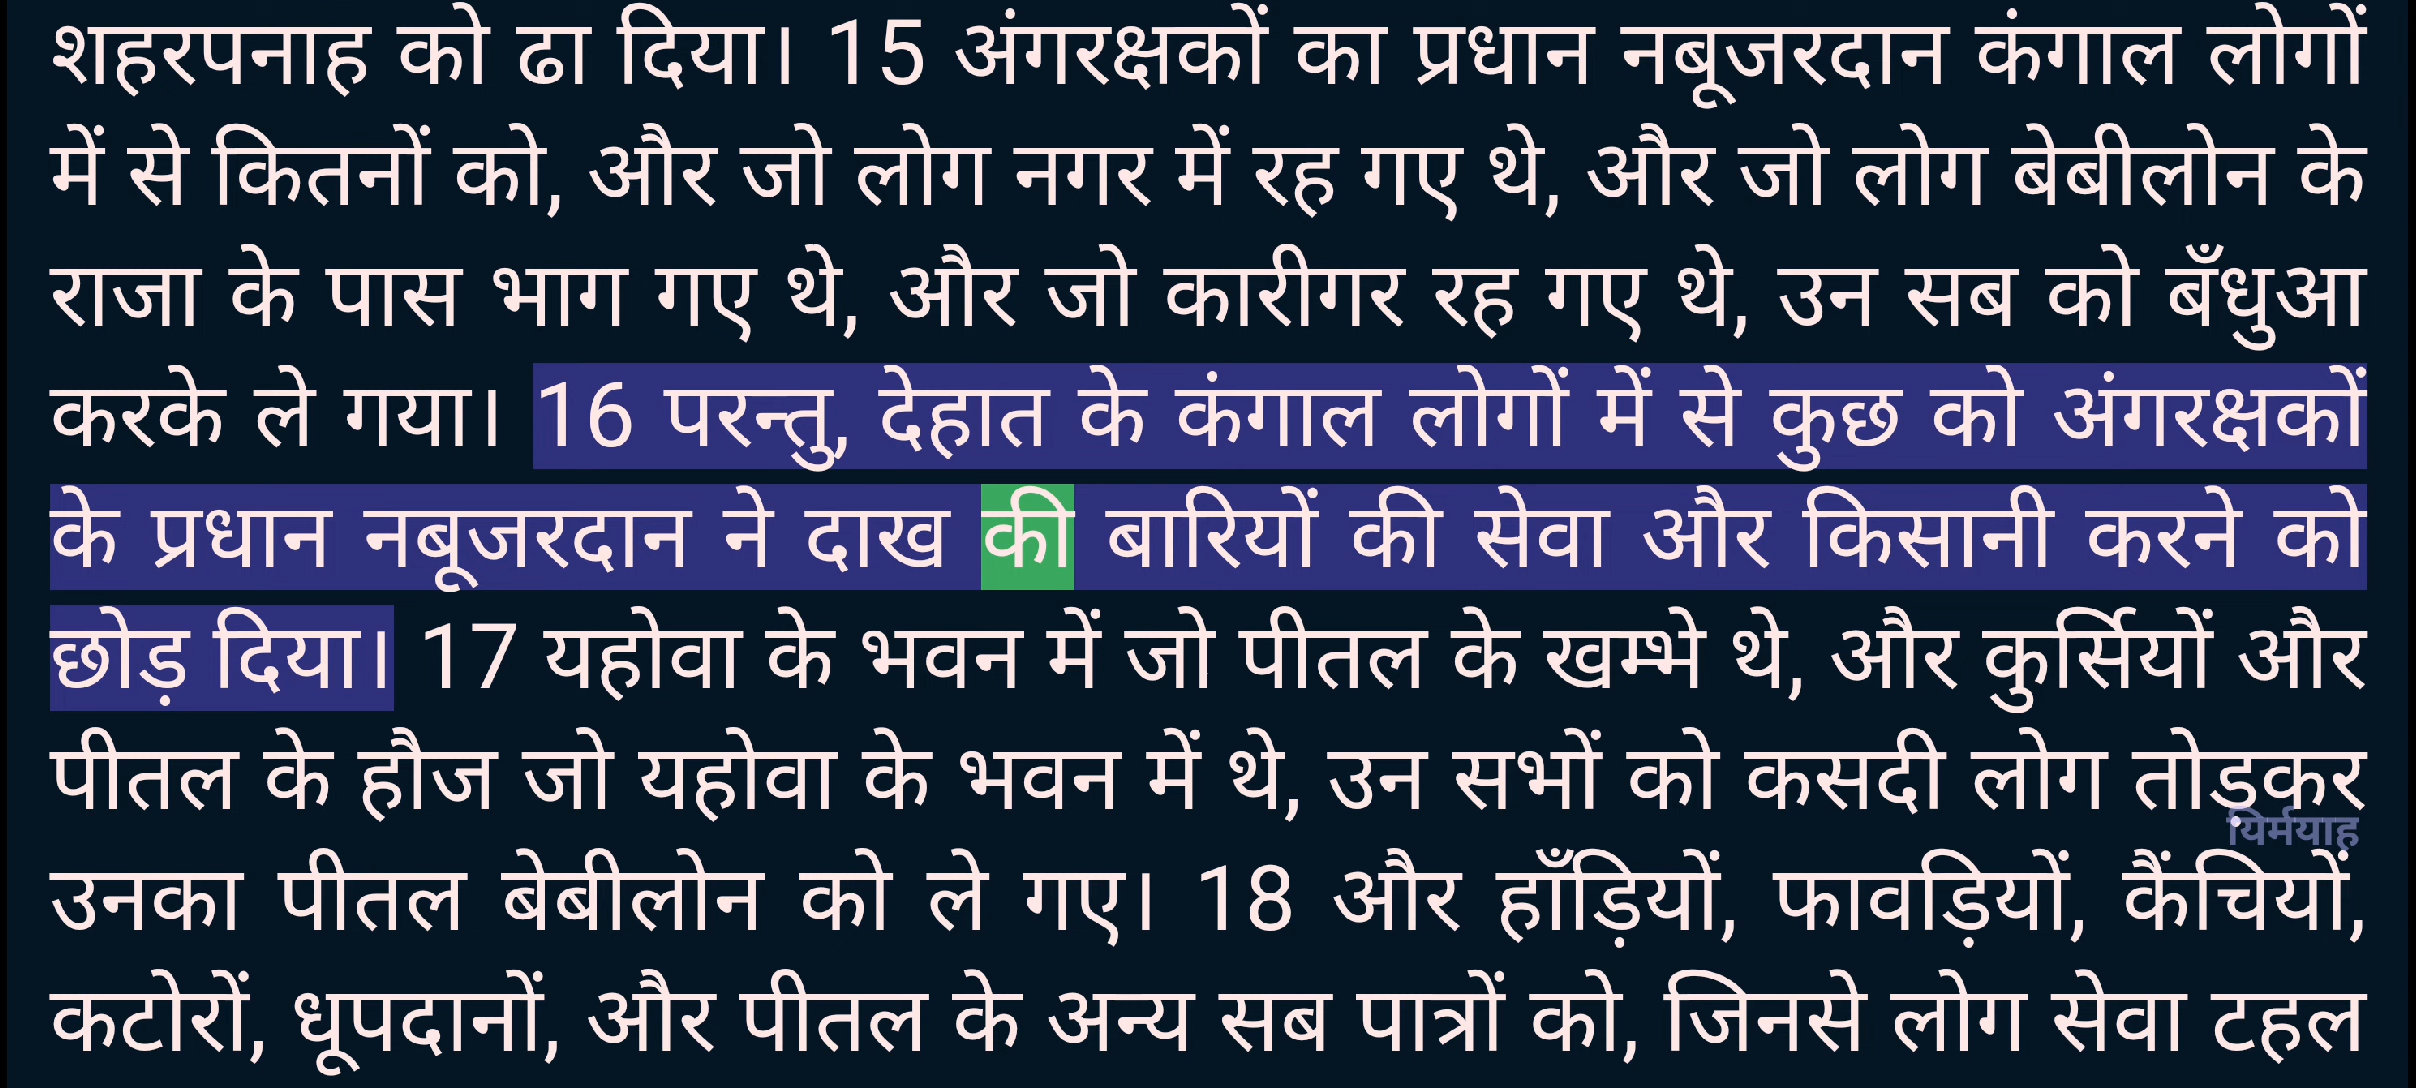 शहरपनाह को ढा दिया। 15 अंगरक्षकों का प्रधान नबूजरदान कंगाल लोगों
में से कितनों को, और जो लोग नगर में रह गए थे, और जो लोग बेबीलोन के
राजा के पास भाग गए थे, और जो कारीगर रह गए थे, उन सब को बँधुआ
करके ले गया। 16 परन्तु, देहात के कंगाल लोगों में से कुछ को अंगरक्षकों
के प्रधान नबूजरदान ने दाख की बारियों की सेवा और किसानी करने को
छोड़ दिया। 17 यहोवा के भवन में जो पीतल के खम्भे थे, और कुर्सियों और
पीतल के हौज जो यहोवा के भवन में थे, उन सभों को कसदी लोग तोड़कर
यिर्मयाह
उनका पीतल बेबीलोन को ले गए। 18 और हाँड़ियों, फावड़ियों, कैंचियों,
कटोरों, धूपदानों, और पीतल के अन्य सब पात्रों को, जिनसे लोग सेवा टहल